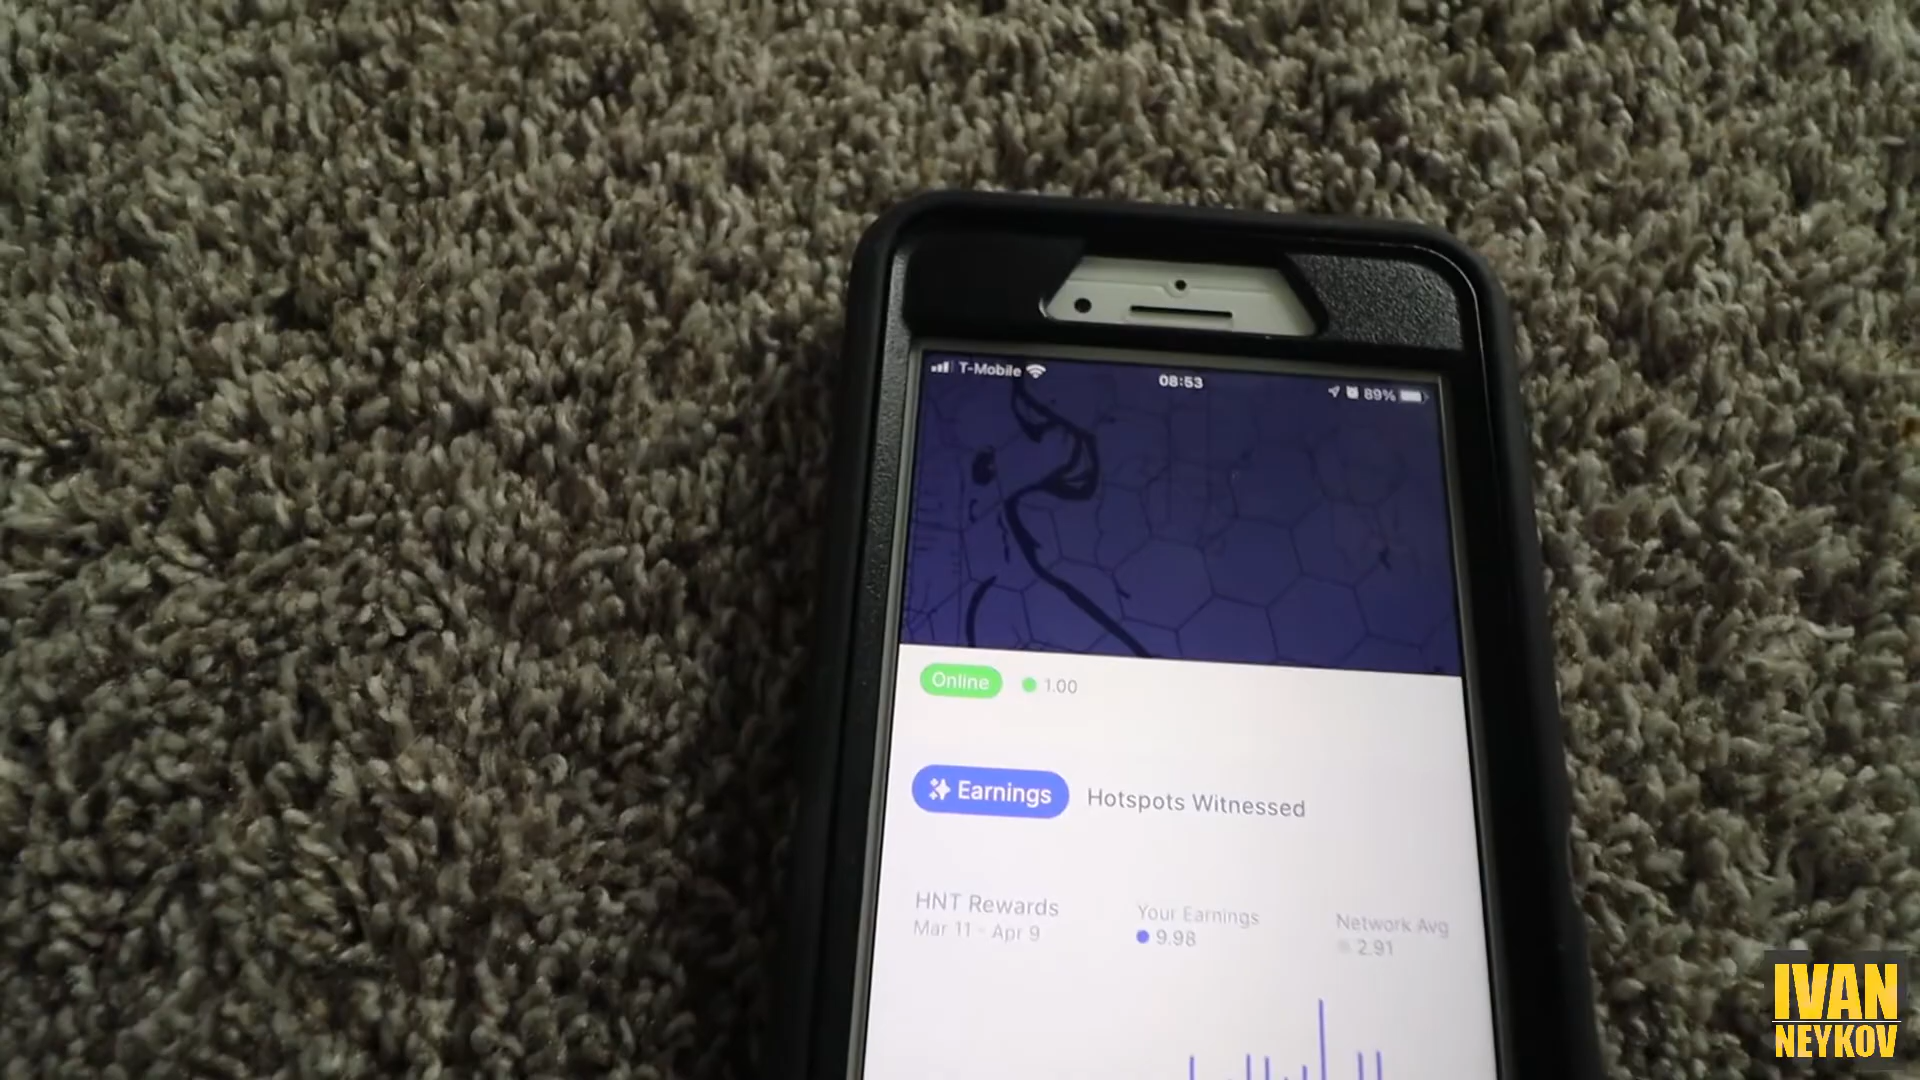 T-Mobile 08:53 89%
Online 1.00
Earnings Hotspots Witnessed
HNT Rewards Your Earnings Network Avg
Mar 11 - Apr 9 9.98 2.91
IVAN
NEYKOV